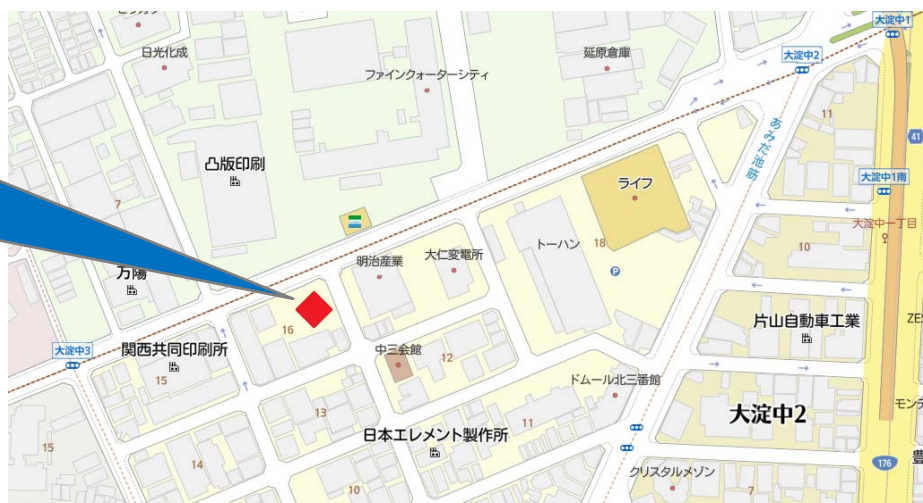 大淀中1
日光化成
延原倉庫
大淀中2
ファインクォーターシティ
11
あみだ池筋
41
凸版印刷
7
ライフ
大淀中1南
大淀中一丁目
トーハン
18
10
明治産業
大仁変電所
P
万陽
16
片山自動車工業
ZE
大淀中3
関西共同印刷所
中三会館
12
15
ドムール北三番館
モンテ
13
大淀中2
11
日本エレメント製作所
15
14
176
豊
クリスタルメゾン
10
7